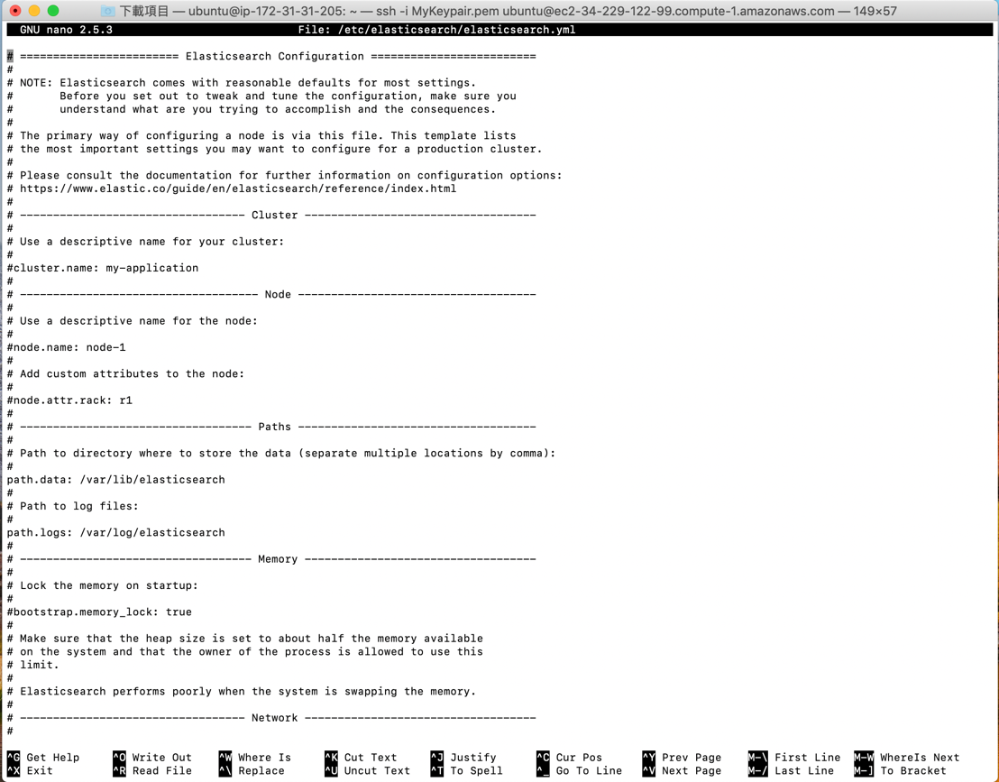 下載項目 — ubuntu@ip-172-31-31-205: ~ — ssh -i MyKeypair.pem ubuntu@ec2-34-229-122-99.compute-1.amazonaws.com — 149×57
GNU nano 2.5.3 File: /etc/elasticsearch/elasticsearch.yml
# ======================== Elasticsearch Configuration =========================
#
# NOTE: Elasticsearch comes with reasonable defaults for most settings.
#       Before you set out to tweak and tune the configuration, make sure you
#       understand what are you trying to accomplish and the consequences.
#
# The primary way of configuring a node is via this file. This template lists
# the most important settings you may want to configure for a production cluster.
#
# Please consult the documentation for further information on configuration options:
# https://www.elastic.co/guide/en/elasticsearch/reference/index.html
#
# ---------------------------------- Cluster -----------------------------------
#
# Use a descriptive name for your cluster:
#
#cluster.name: my-application
#
# ------------------------------------ Node ------------------------------------
#
# Use a descriptive name for the node:
#
#node.name: node-1
#
# Add custom attributes to the node:
#
#node.attr.rack: r1
#
# ----------------------------------- Paths ------------------------------------
#
# Path to directory where to store the data (separate multiple locations by comma):
#
path.data: /var/lib/elasticsearch
#
# Path to log files:
#
path.logs: /var/log/elasticsearch
#
# ----------------------------------- Memory -----------------------------------
#
# Lock the memory on startup:
#
#bootstrap.memory_lock: true
#
# Make sure that the heap size is set to about half the memory available
# on the system and that the owner of the process is allowed to use this
# limit.
#
# Elasticsearch performs poorly when the system is swapping the memory.
#
# ---------------------------------- Network -----------------------------------
#
^G Get Help ^O Write Out ^W Where Is ^K Cut Text ^J Justify ^C Cur Pos ^Y Prev Page M-\ First Line M-W WhereIs Next
^X Exit ^R Read File ^\ Replace ^U Uncut Text ^T To Spell ^_ Go To Line ^V Next Page M-/ Last Line M-] To Bracket